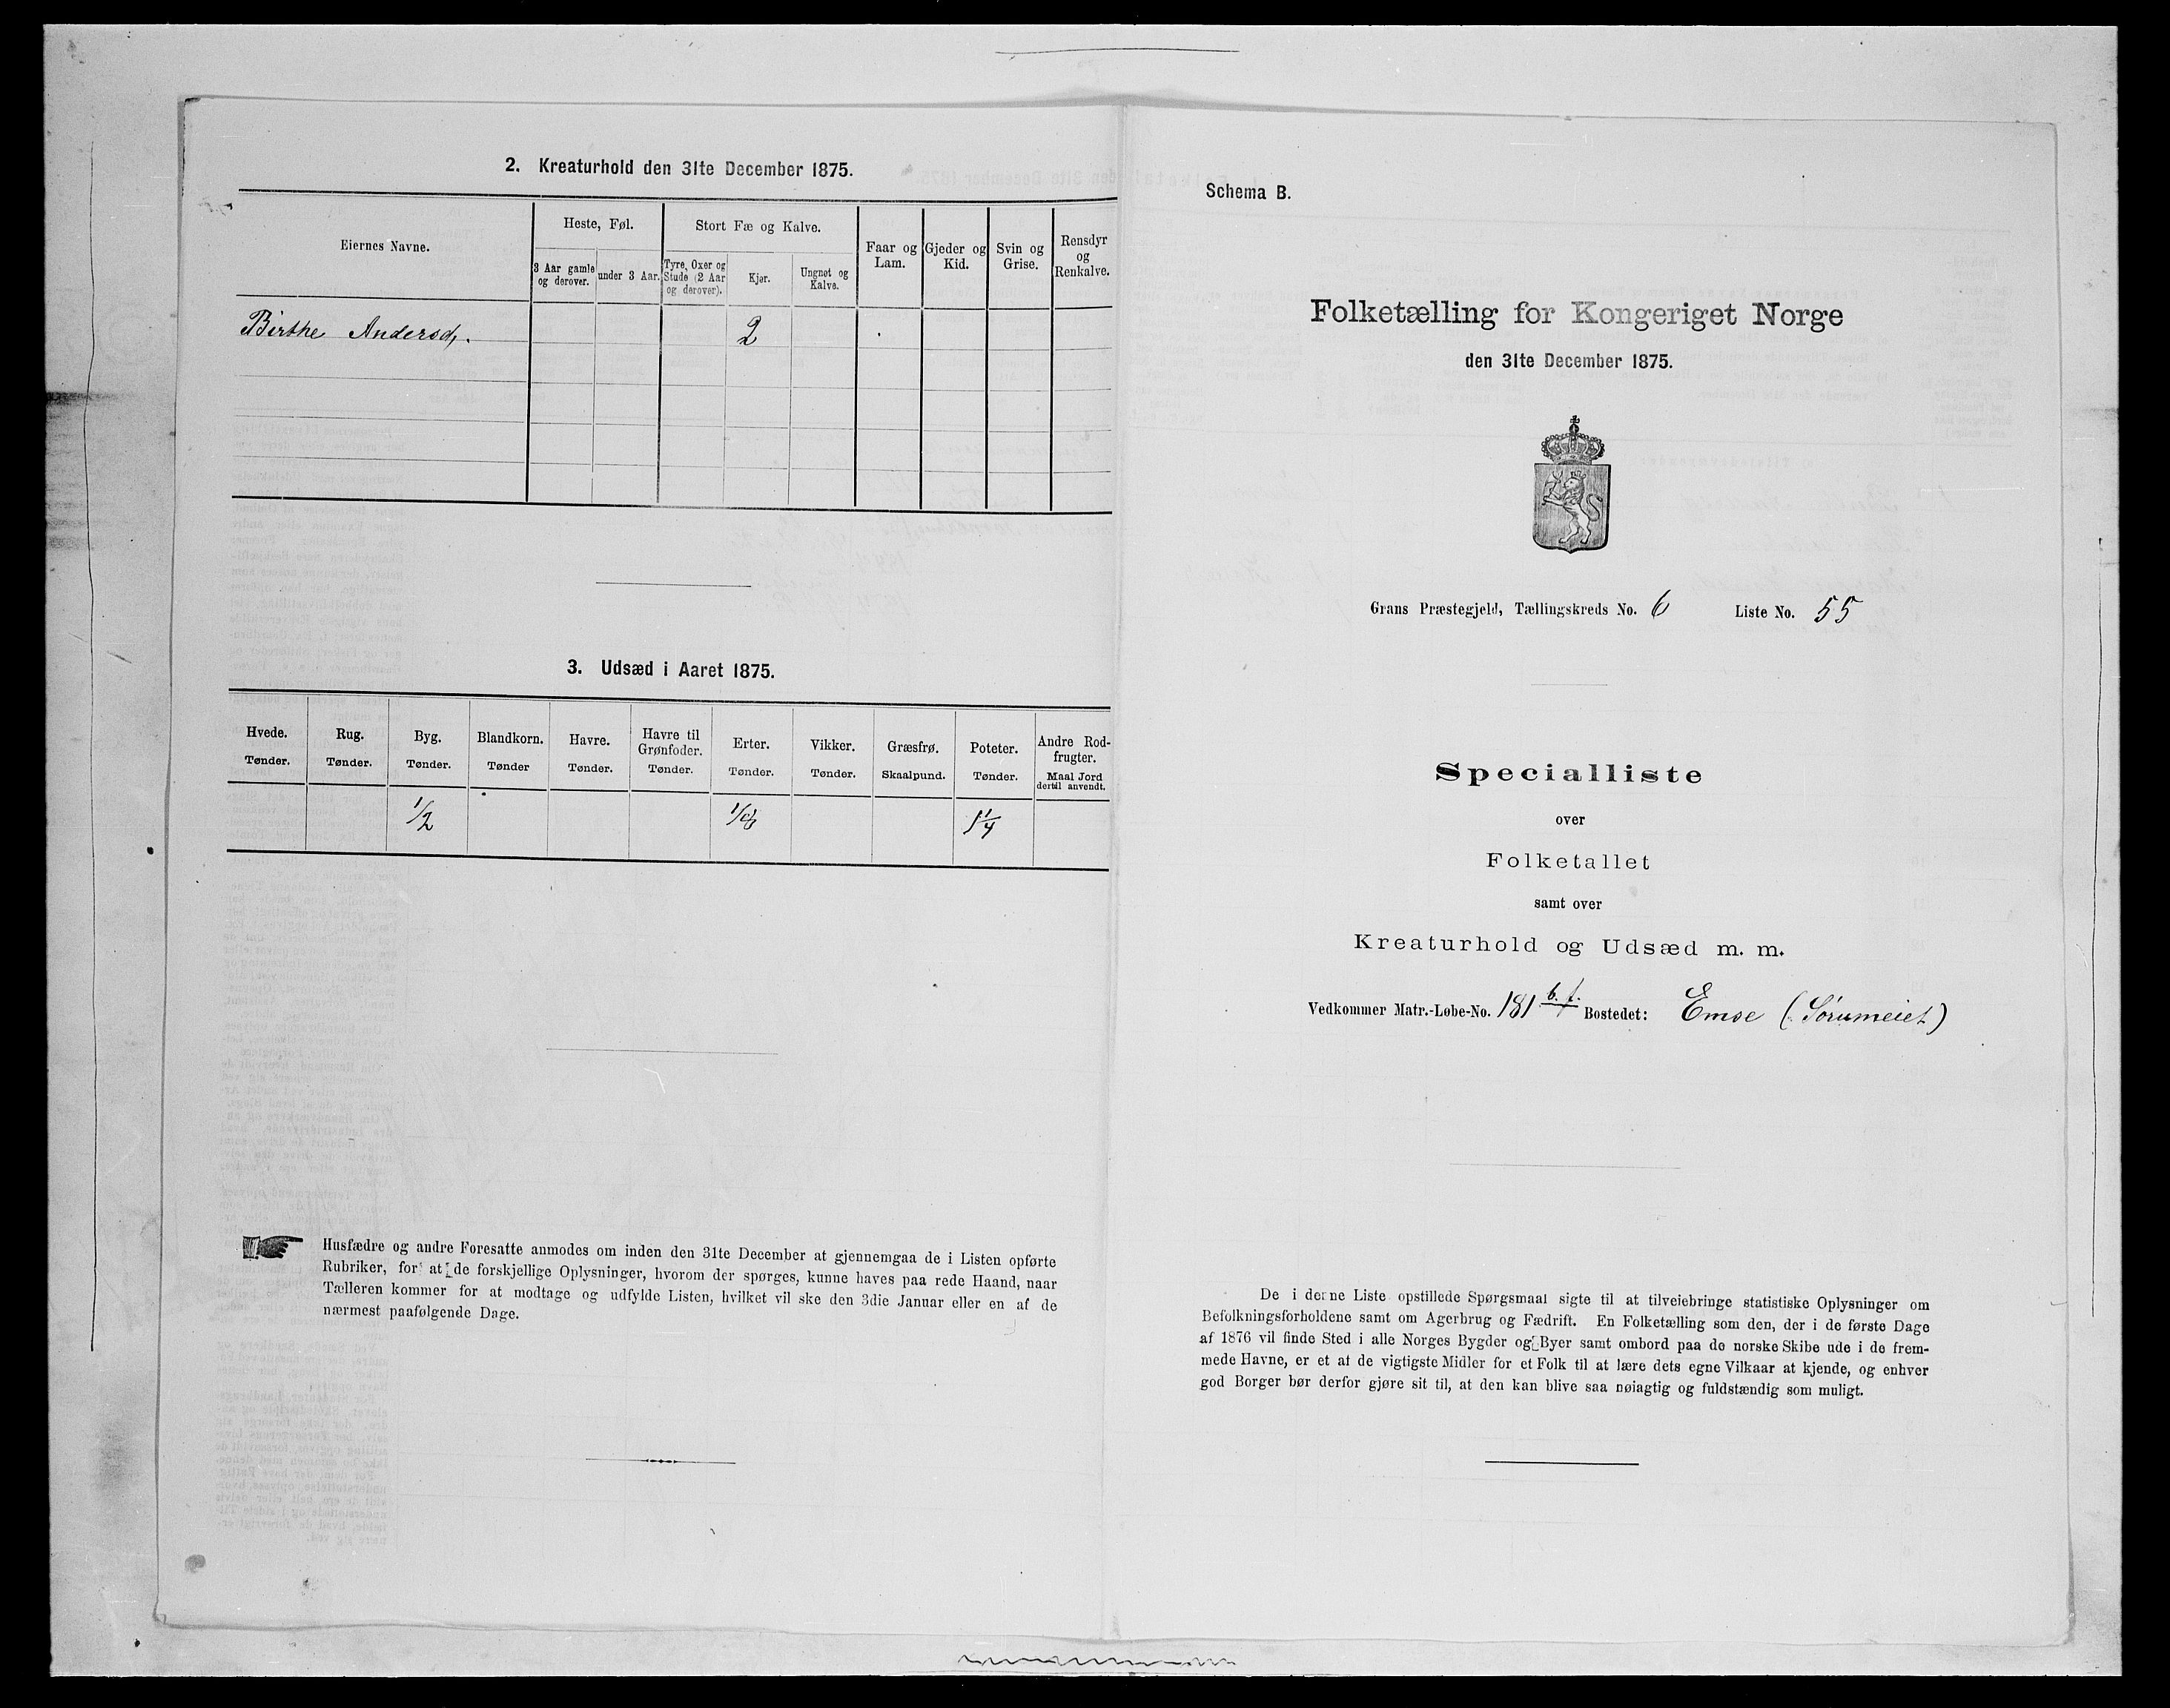 2. Kreaturhold den 31te December 1875.
Eiernes Navne.
Heste, Føl.
Stort Fæ og Kalve.
Faar og Lam.
Gjeder og Kid.
Svin og Grise.
Rensdyr og Renkalve.
3 Aar gamle og derover.
under 3 Aar.
Tyre, Oxer og Stude (2 Aar og derover).
Kjør.
Ungnøt og Kalve.
Birthe Andersd. 2
3. Udsæd i Aaret 1875.
Hvede. Rug. Byg. Blandkorn. Havre. Havre til Grønfoder. Erter. Vikker. Græsfrø. Poteter. Andre Rodfrugter.
Tønder. Tønder. Tønder. Tønder Tønder. Tønder. Tønder. Tønder. Skaalpund. Tønder. Maal Jord dertil anvendt.
1/2 1/8 1 1/4
Husfædre og andre Foresatte anmodes om inden den 31te December at gjennemgaa de i Listen opførte
Rubriker, for at de forskjellige Oplysninger, hvorom der spørges, kunne haves paa rede Haand, naar
Tælleren kommer for at modtage og udfylde Listen, hvilket vil ske den 3die Januar eller en af de
nærmest paafølgende Dage.
Schema B.
Folketælling for Kongeriget Norge
den 31te December 1875.
Grans Præstegjeld, Tællingskreds No. 6 Liste No. 55
Specialliste
over
Folketallet
samt over
Kreaturhold og Udsæd m. m.
Vedkommer Matr.-Løbe-No. 181 b. f. Bostedet: Emse (Sørumeiet)
De i denne Liste opstillede Spørgsmaal sigte til at tilveiebringe statistiske Oplysninger om
Befolkningsforholdene samt om Agerbrug og Fædrift. En Folketælling som den, der i de første Dage
af 1876 vil finde Sted i alle Norges Bygder og Byer samt ombord paa de norske Skibe ude i de frem-
mede Havne, er et af de vigtigste Midler for et Folk til at lære dets egne Vilkaar at kjende, og enhver
god Borger bør derfor gjøre sit til, at den kan blive saa nøiagtig og fuldstændig som muligt.